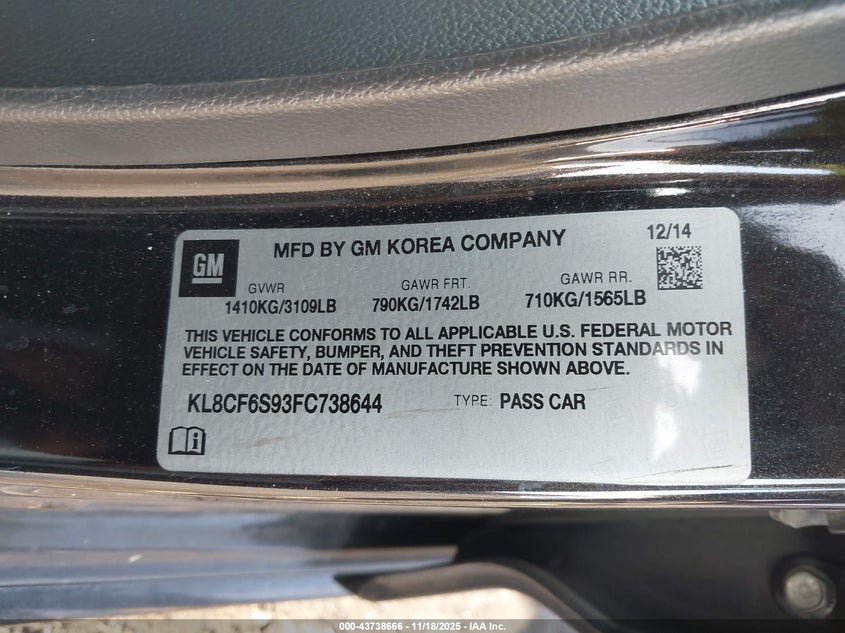 GM
MFD BY GM KOREA COMPANY
12/14
GVWR
1410KG/3109LB
GAWR FRT.
790KG/1742LB
GAWR RR.
710KG/1565LB
THIS VEHICLE CONFORMS TO ALL APPLICABLE U.S. FEDERAL MOTOR
VEHICLE SAFETY, BUMPER, AND THEFT PREVENTION STANDARDS IN
EFFECT ON THE DATE OF MANUFACTURE SHOWN ABOVE.
KL8CF6S93FC738644
TYPE: PASS CAR
000-43738666 - 11/18/2025 - IAA Inc.